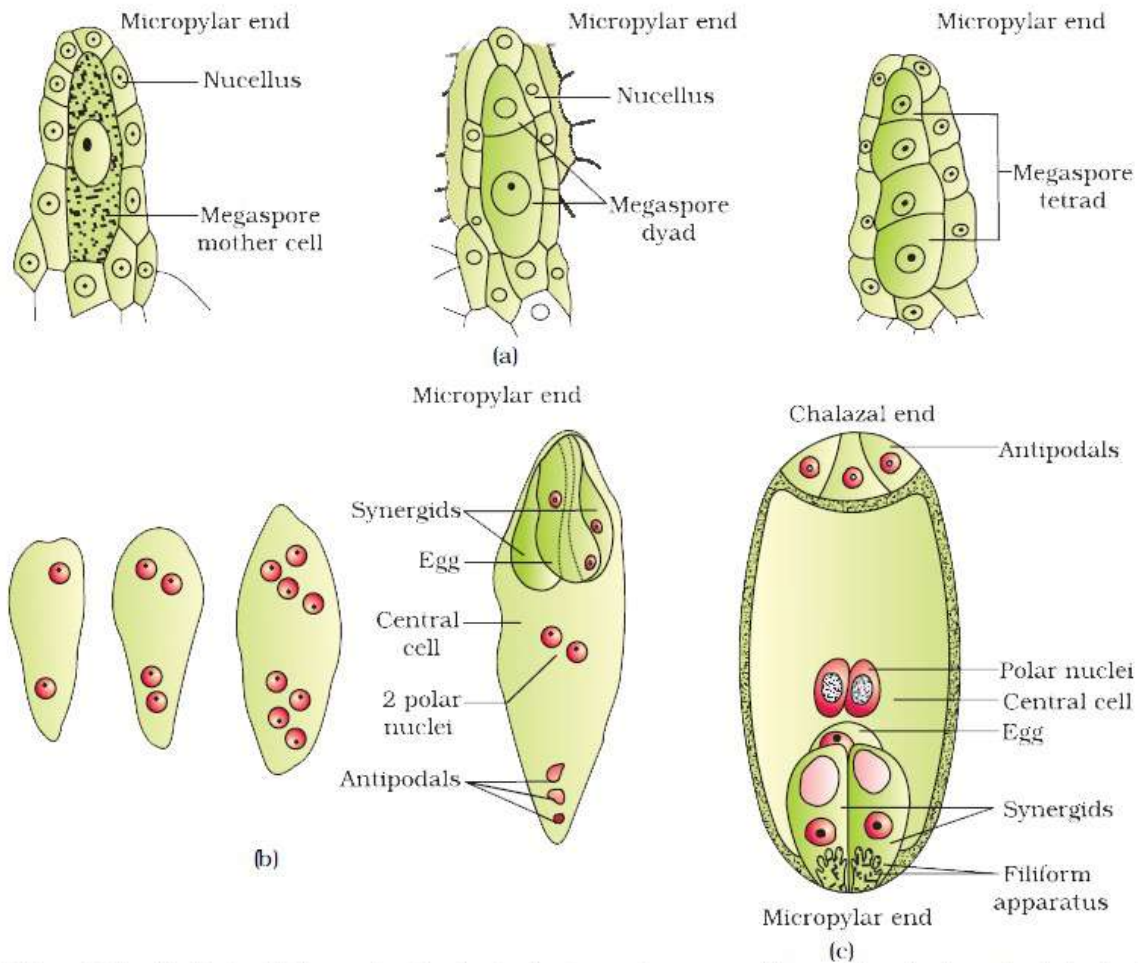 Micropylar end
Nucellus
Megaspore
mother cell
Micropylar end
Nucellus
Megaspore
dyad
Micropylar end
Megaspore
tetrad
(a)
Micropylar end
Synergids
Egg
Central
cell
2 polar
nuclei
Antipodals
(b)
Chalazal end
Antipodals
Polar nuclei
Central cell
Egg
Synergids
Filiform
apparatus
Micropylar end
(c)